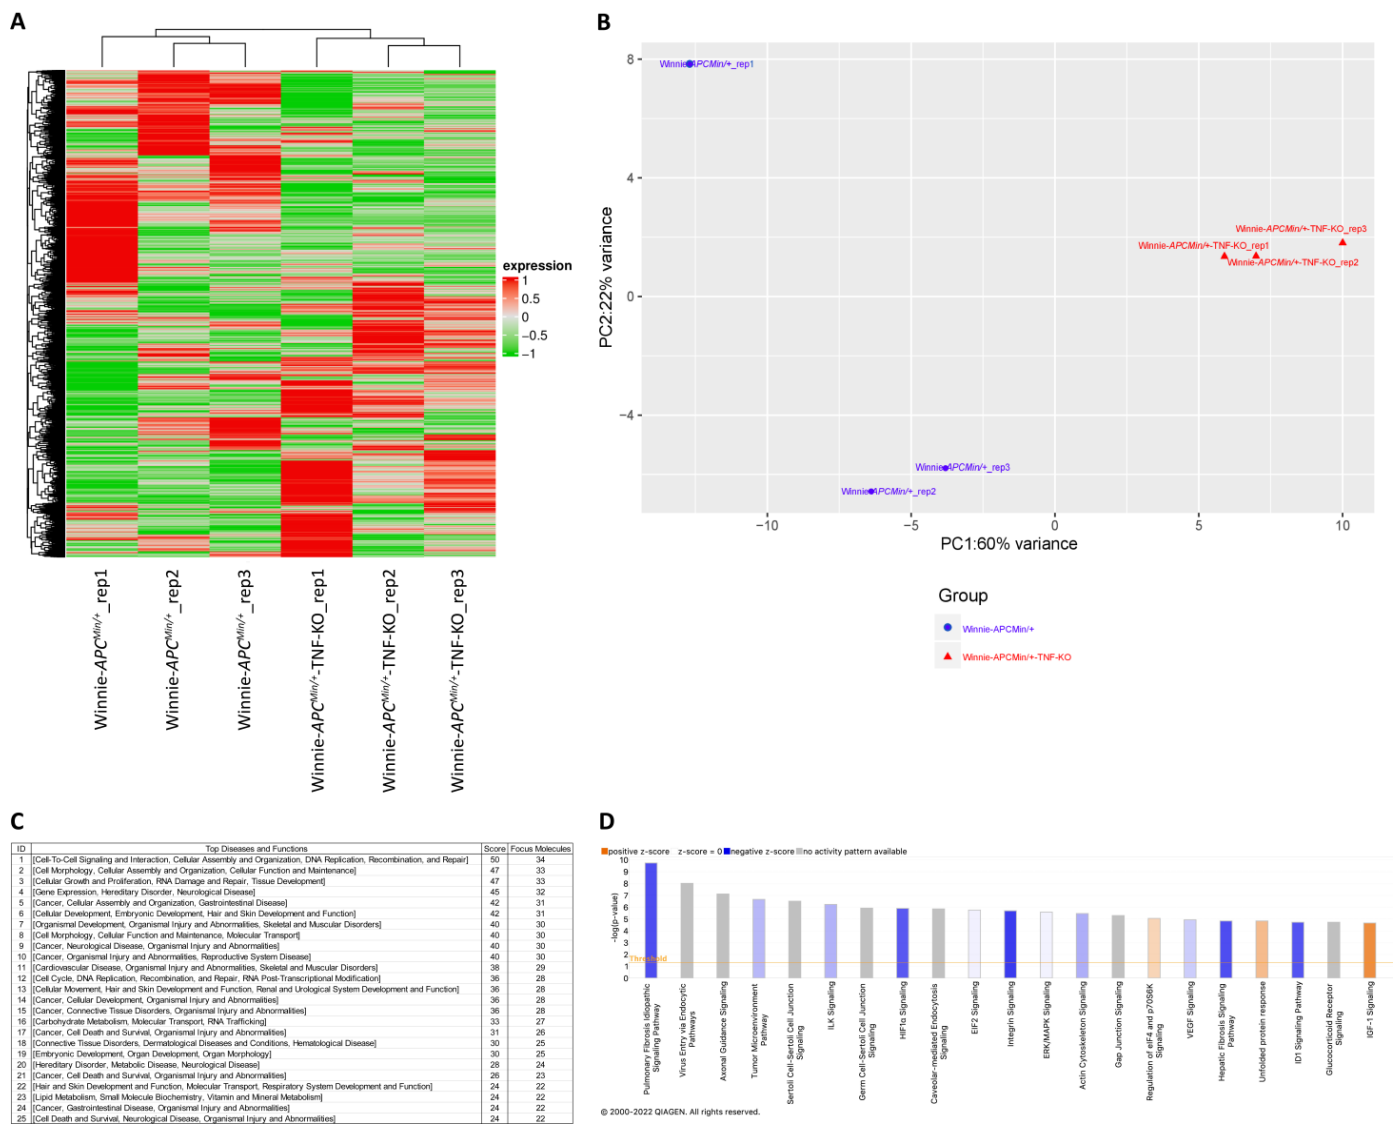 A
expression
1
0.5
0
−0.5
−1
Winnie-APCMin/+_rep1
Winnie-APCMin/+_rep2
Winnie-APCMin/+_rep3
Winnie-APCMin/+-TNF-KO_rep1
Winnie-APCMin/+-TNF-KO_rep2
Winnie-APCMin/+-TNF-KO_rep3
B
PC2:22% variance
8
4
0
−4
Winnie-APCMin/+_rep1
Winnie-APCMin/+-TNF-KO_rep3
Winnie-APCMin/+-TNF-KO_rep1
Winnie-APCMin/+-TNF-KO_rep2
Winnie-APCMin/+_rep3
Winnie-APCMin/+_rep2
−10 −5 0 5 10
PC1:60% variance
Group
Winnie-APCMin/+
Winnie-APCMin/+-TNF-KO
C
ID Top Diseases and Functions Score Focus Molecules
1 [Cell-To-Cell Signaling and Interaction, Cellular Assembly and Organization, DNA Replication, Recombination, and Repair] 50 34
2 [Cell Morphology, Cellular Assembly and Organization, Cellular Function and Maintenance] 47 33
3 [Cellular Growth and Proliferation, RNA Damage and Repair, Tissue Development] 47 33
4 [Gene Expression, Hereditary Disorder, Neurological Disease] 45 32
5 [Cancer, Cellular Assembly and Organization, Gastrointestinal Disease] 42 31
6 [Cellular Development, Embryonic Development, Hair and Skin Development and Function] 42 31
7 [Organismal Development, Organismal Injury and Abnormalities, Skeletal and Muscular Disorders] 40 30
8 [Cell Morphology, Cellular Function and Maintenance, Molecular Transport] 40 30
9 [Cancer, Neurological Disease, Organismal Injury and Abnormalities] 40 30
10 [Cancer, Organismal Injury and Abnormalities, Reproductive System Disease] 40 30
11 [Cardiovascular Disease, Organismal Injury and Abnormalities, Skeletal and Muscular Disorders] 38 29
12 [Cell Cycle, DNA Replication, Recombination, and Repair, RNA Post-Transcriptional Modification] 36 28
13 [Cellular Movement, Hair and Skin Development and Function, Renal and Urological System Development and Function] 36 28
14 [Cancer, Cellular Development, Organismal Injury and Abnormalities] 36 28
15 [Cancer, Connective Tissue Disorders, Organismal Injury and Abnormalities] 36 28
16 [Carbohydrate Metabolism, Molecular Transport, RNA Trafficking] 33 27
17 [Cancer, Cell Death and Survival, Organismal Injury and Abnormalities] 31 26
18 [Connective Tissue Disorders, Dermatological Diseases and Conditions, Hematological Disease] 30 25
19 [Embryonic Development, Organ Development, Organ Morphology] 30 25
20 [Hereditary Disorder, Metabolic Disease, Neurological Disease] 28 24
21 [Cancer, Cell Death and Survival, Organismal Injury and Abnormalities] 26 23
22 [Hair and Skin Development and Function, Molecular Transport, Respiratory System Development and Function] 24 22
23 [Lipid Metabolism, Small Molecule Biochemistry, Vitamin and Mineral Metabolism] 24 22
24 [Cancer, Gastrointestinal Disease, Organismal Injury and Abnormalities] 24 22
25 [Cell Death and Survival, Neurological Disease, Organismal Injury and Abnormalities] 24 22
D
positive z-score z-score = 0 negative z-score no activity pattern available
-log(p-value)
10
9
8
7
6
5
4
3
2
1
0
Threshold
Pulmonary Fibrosis Idiopathic
Signaling Pathway
Virus Entry via Endocytic
Pathways
Axonal Guidance Signaling
Tumor Microenvironment
Pathway
Sertoli Cell-Sertoli Cell Junction
Signaling
ILK Signaling
Germ Cell-Sertoli Cell Junction
Signaling
HIF1α Signaling
Caveolar-mediated Endocytosis
Signaling
EIF2 Signaling
Integrin Signaling
ERK/MAPK Signaling
Actin Cytoskeleton Signaling
Gap Junction Signaling
Regulation of eIF4 and p70S6K
Signaling
VEGF Signaling
Hepatic Fibrosis Signaling
Pathway
Unfolded protein response
ID1 Signaling Pathway
Glucocorticoid Receptor
Signaling
IGF-1 Signaling
© 2000-2022 QIAGEN. All rights reserved.